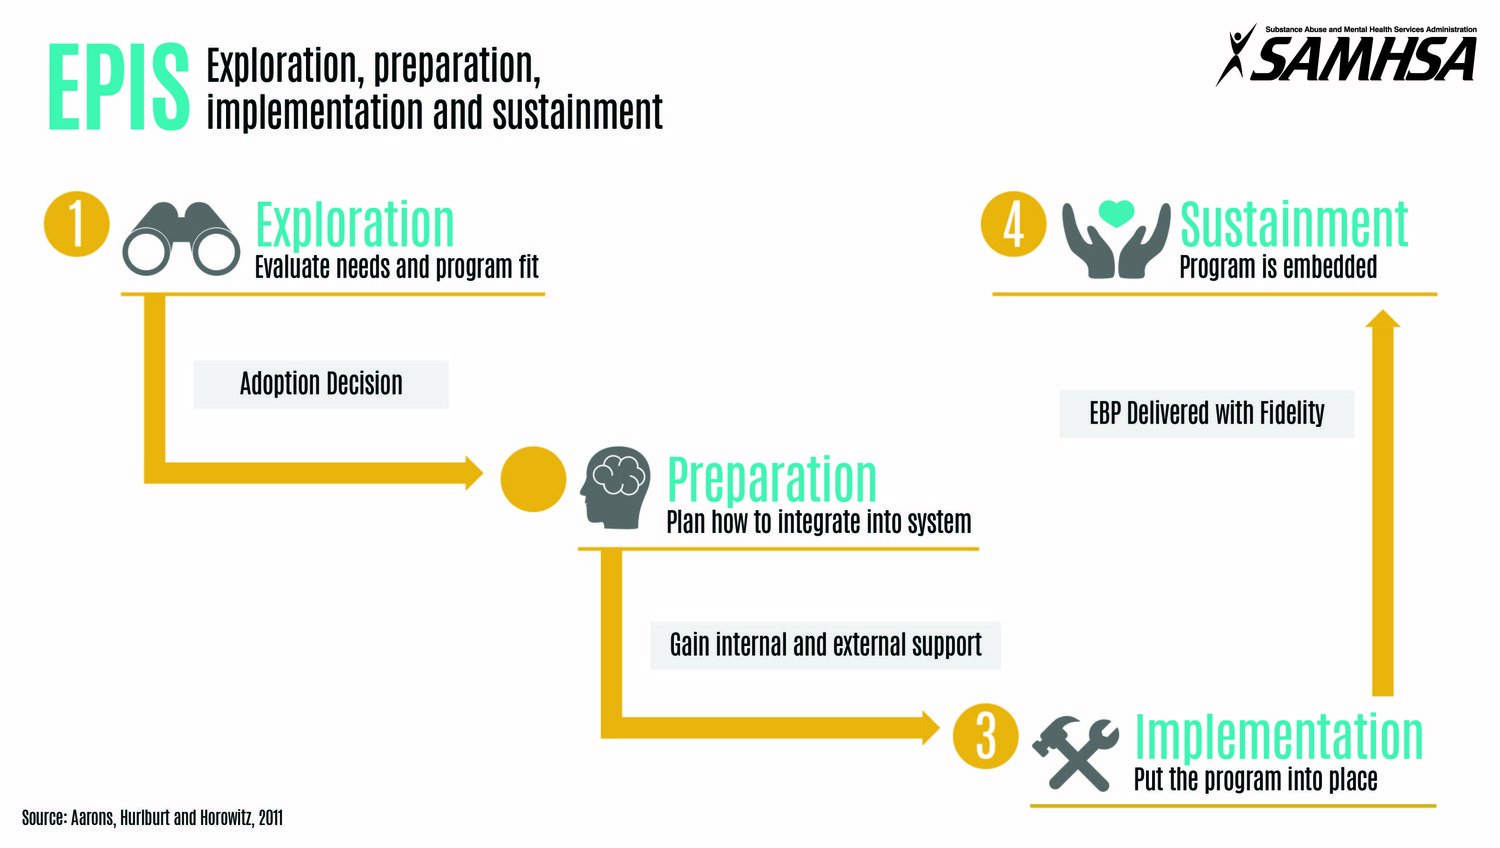 EPIS
Exploration, preparation,
implementation and sustainment
Substance Abuse and Mental Health Services Administration
SAMHSA
1
Exploration
Evaluate needs and program fit
Adoption Decision
Preparation
Plan how to integrate into system
Gain internal and external support
3
Implementation
Put the program into place
EBP Delivered with Fidelity
4
Sustainment
Program is embedded
Source: Aarons, Hurlburt and Horowitz, 2011